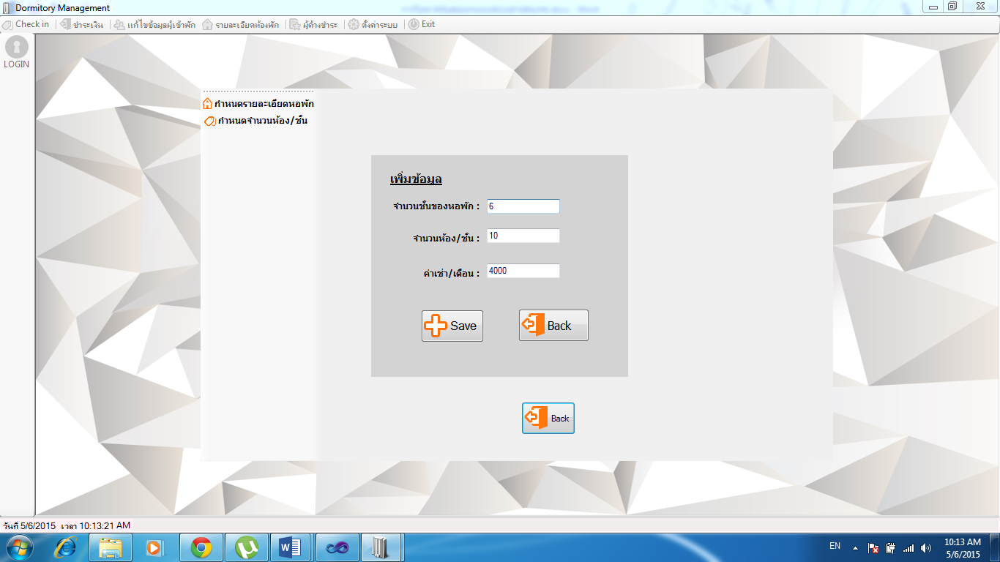 Dormitory Management
Check in ชำระเงิน แก้ไขข้อมูลผู้เข้าพัก รายละเอียดห้องพัก ผู้ค้างชำระ ตั้งค่าระบบ Exit
LOGIN
กำหนดรายละเอียดหอพัก
กำหนดจำนวนห้อง/ชั้น
เพิ่มข้อมูล
จำนวนชั้นของหอพัก : 6
จำนวนห้อง/ชั้น : 10
ค่าเช่า/เดือน : 4000
Save Back
Back
วันที่ 5/6/2015 เวลา 10:13:21 AM
EN
10:13 AM
5/6/2015